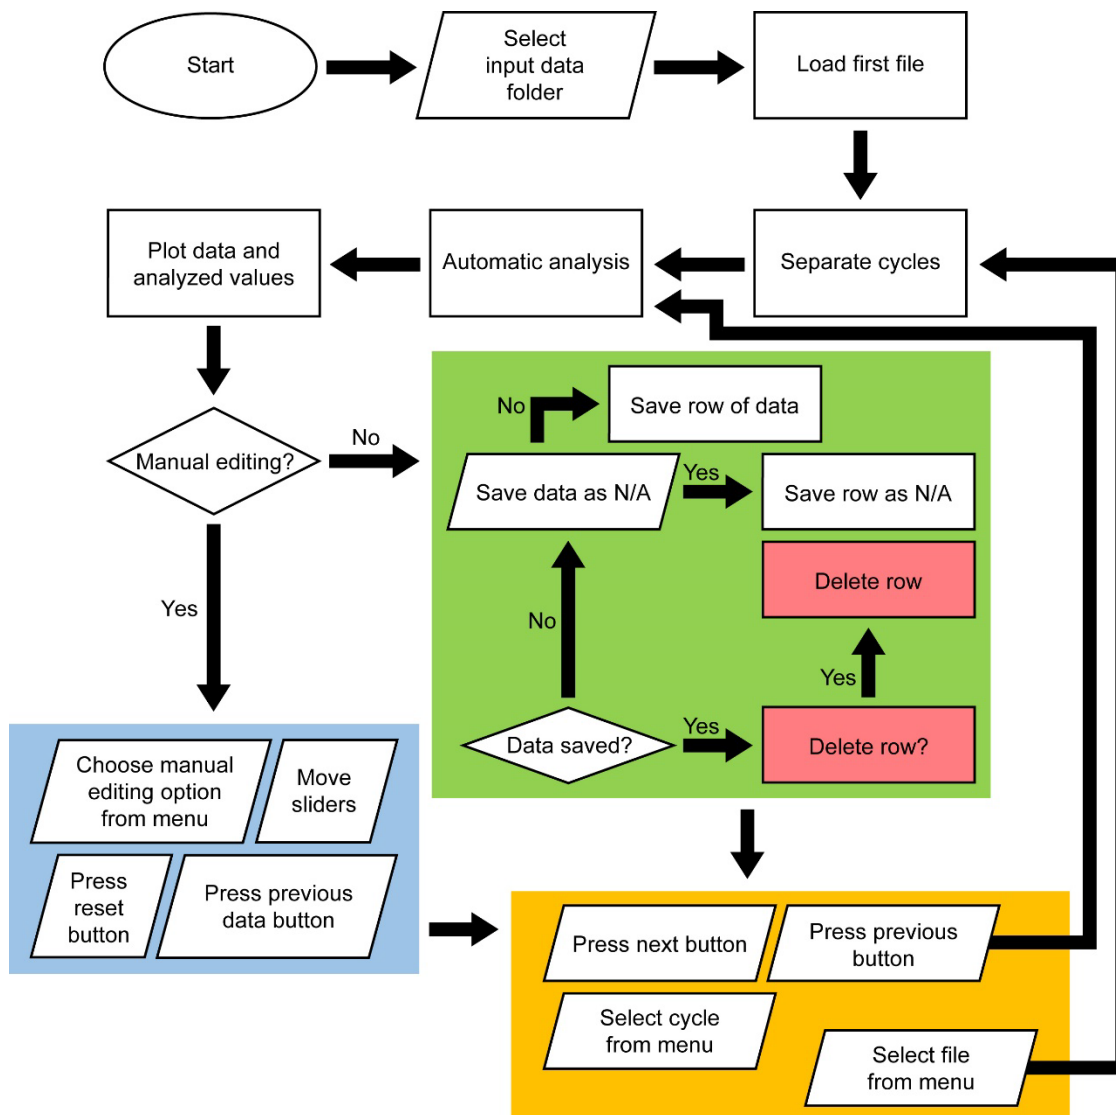 Start
Select
input data
folder
Load first file
Plot data and
analyzed values
Automatic analysis
Separate cycles
Manual editing?
No
Yes
No
Save row of data
Save data as N/A
Yes
Save row as N/A
Delete row
No
Yes
Data saved?
Yes
Delete row?
Choose manual
editing option
from menu
Move
sliders
Press
reset
button
Press previous
data button
Press next button
Press previous
button
Select cycle
from menu
Select file
from menu